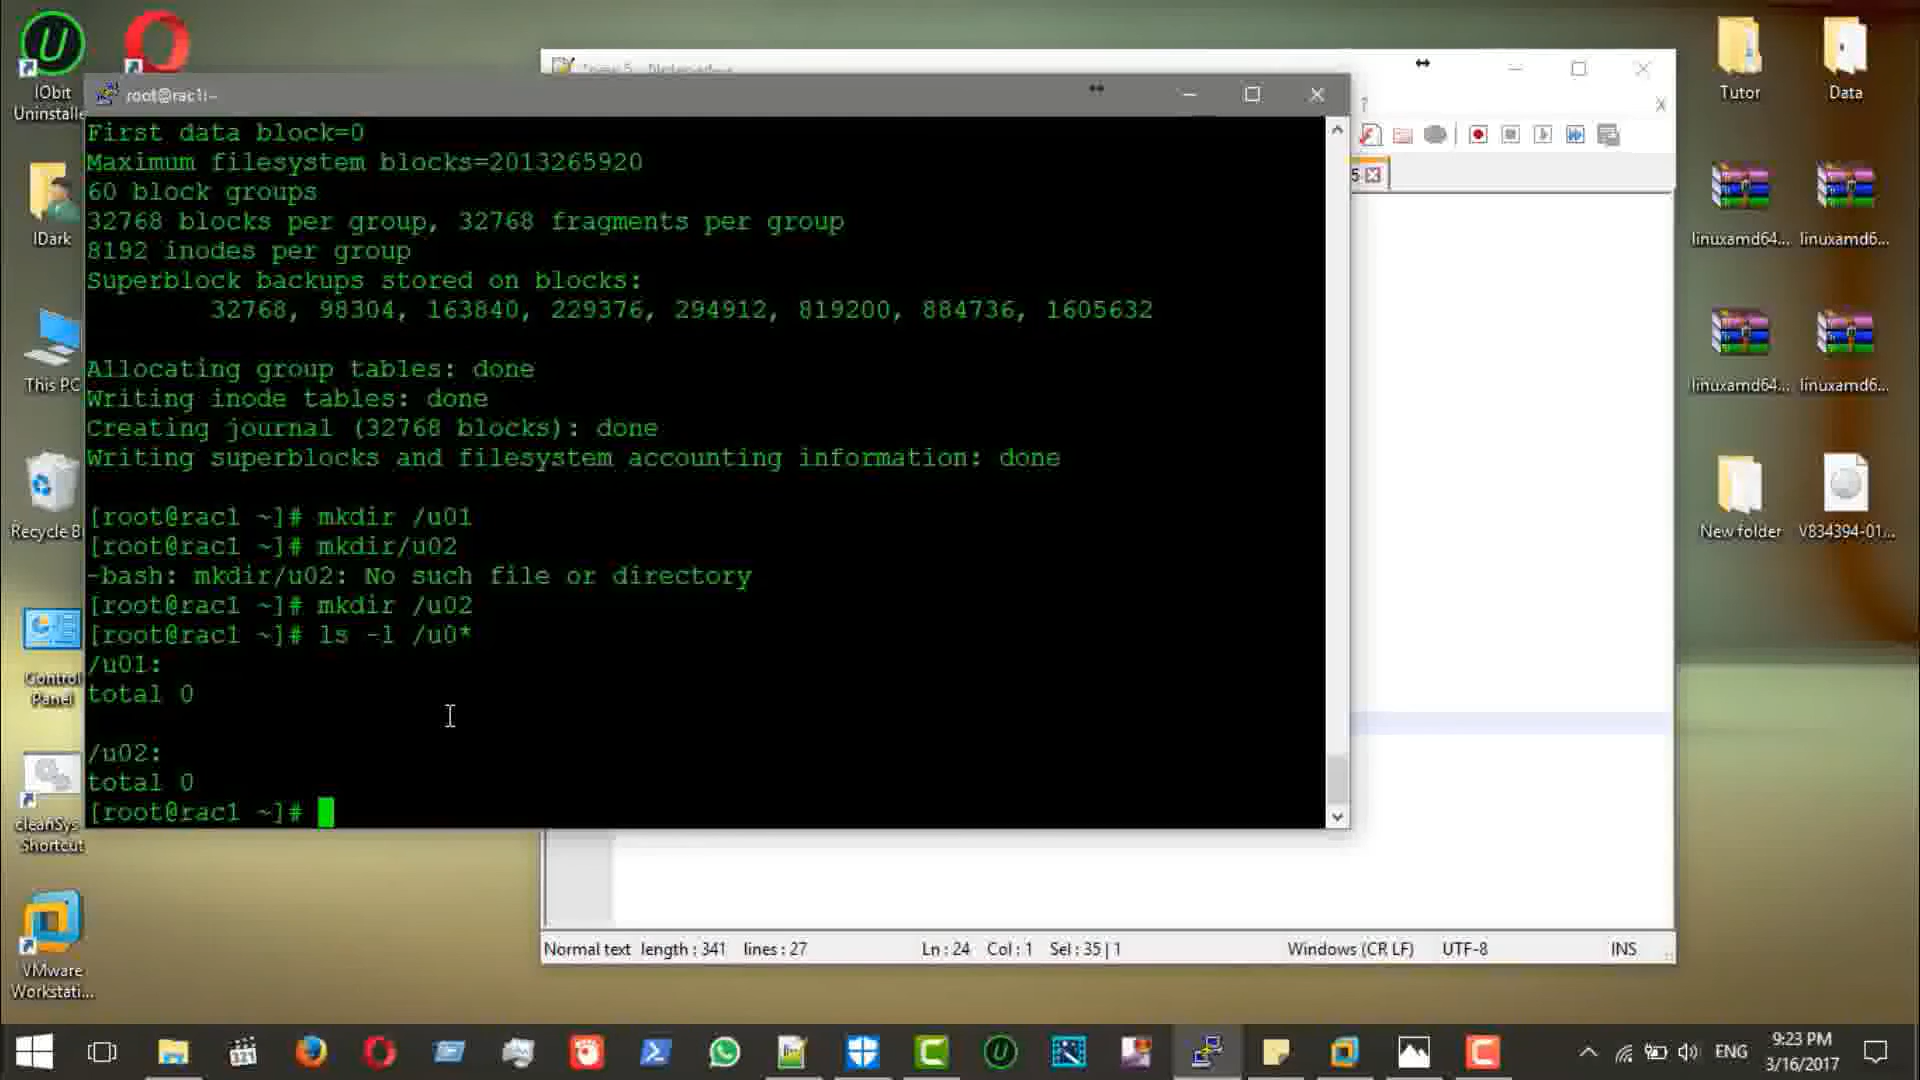 IObit
Uninstalle
IDark
This PC
Recycle B
Control
Panel
cleanSys
Shortcut
VMware
Workstati...
root@rac1:~
First data block=0
Maximum filesystem blocks=2013265920
60 block groups
32768 blocks per group, 32768 fragments per group
8192 inodes per group
Superblock backups stored on blocks:
32768, 98304, 163840, 229376, 294912, 819200, 884736, 1605632
Allocating group tables: done
Writing inode tables: done
Creating journal (32768 blocks): done
Writing superblocks and filesystem accounting information: done
[root@rac1 ~]# mkdir /u01
[root@rac1 ~]# mkdir/u02
-bash: mkdir/u02: No such file or directory
[root@rac1 ~]# mkdir /u02
[root@rac1 ~]# ls -l /u0*
/u01:
total 0
/u02:
total 0
[root@rac1 ~]#
?
X
5
Normal text length : 341 lines : 27 Ln : 24 Col : 1 Sel : 35 | 1 Windows (CR LF) UTF-8 INS
Tutor
Data
linuxamd64...
linuxamd6...
linuxamd64...
linuxamd6...
New folder
V834394-01...
321
ENG
9:23 PM
3/16/2017